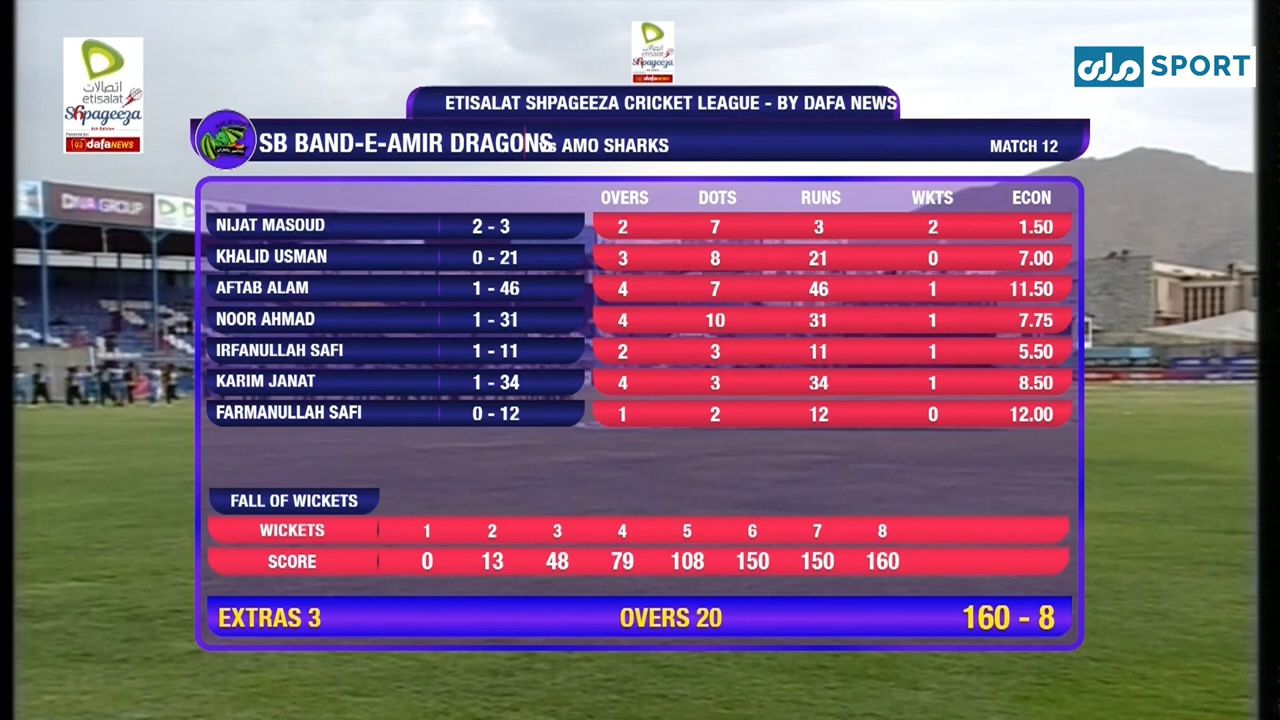 اتصالات
etisalat
Shpageeza
8th Edition
dafaNEWS
اتصالات
etisalat
Shpageeza
dafaNEWS
SPORT
ETISALAT SHPAGEEZA CRICKET LEAGUE - BY DAFA NEWS
SB BAND-E-AMIR DRAGONS Vs AMO SHARKS MATCH 12
OVERS DOTS RUNS WKTS ECON
NIJAT MASOUD 2 - 3 2 7 3 2 1.50
KHALID USMAN 0 - 21 3 8 21 0 7.00
AFTAB ALAM 1 - 46 4 7 46 1 11.50
NOOR AHMAD 1 - 31 4 10 31 1 7.75
IRFANULLAH SAFI 1 - 11 2 3 11 1 5.50
KARIM JANAT 1 - 34 4 3 34 1 8.50
FARMANULLAH SAFI 0 - 12 1 2 12 0 12.00
FALL OF WICKETS
WICKETS 1 2 3 4 5 6 7 8
SCORE 0 13 48 79 108 150 150 160
EXTRAS 3 OVERS 20 160 - 8